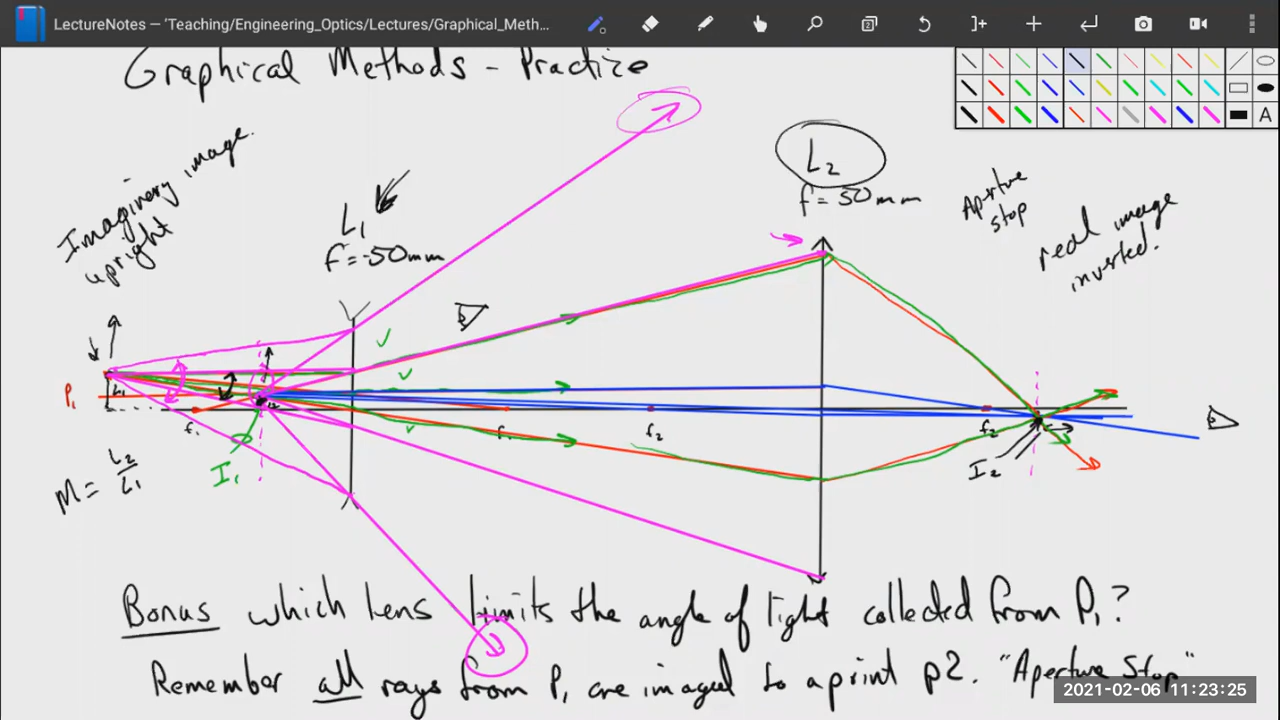 LectureNotes — 'Teaching/Engineering_Optics/Lectures/Graphical_Meth...
A
Graphical Methods - Practice
Imaginary image.
upright
L₁
f=-50mm
L₂
f=50mm
Aperture
stop
real image
inverted.
P₁
L₁
L₂
f₁
f₁
f₂
f₂
I₁
I₂
M= L₂/L₁
Bonus which Lens limits the angle of light collected from P₁?
Remember all rays from P₁ are imaged to a print p2. "Aperture Stop"
2021-02-06 11:23:25